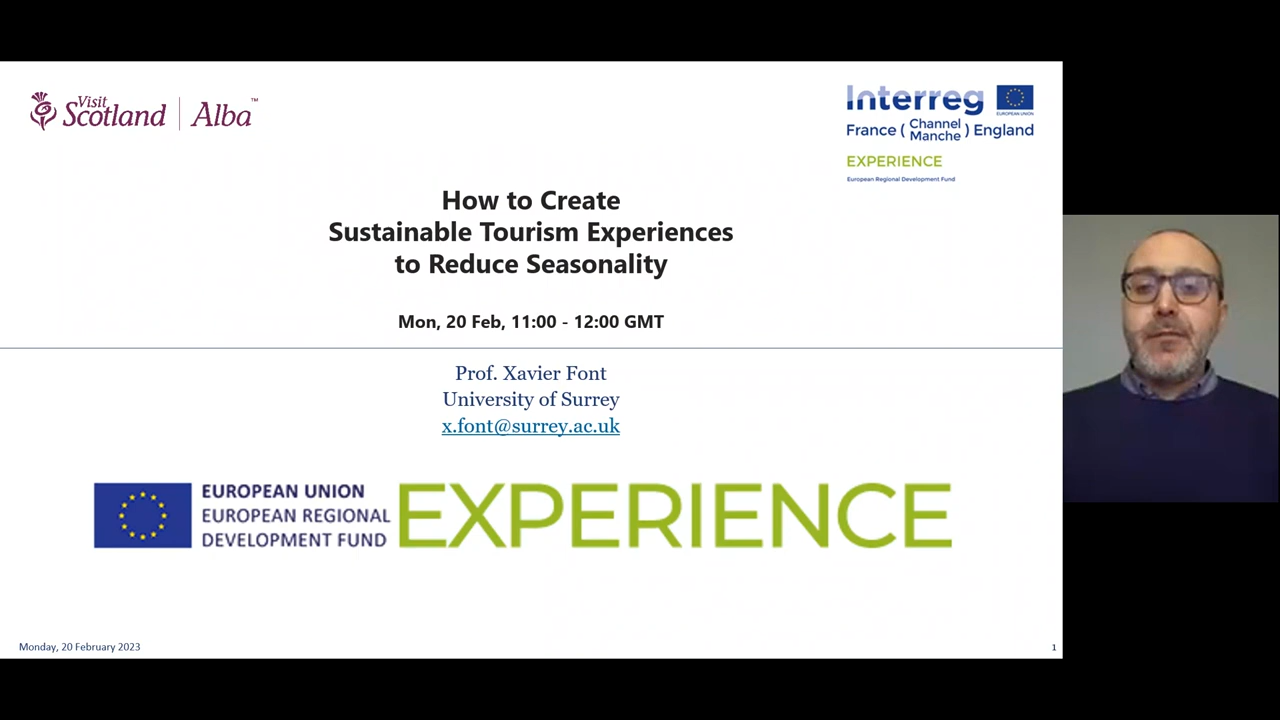 Visit
Scotland | Alba™
Interreg
EUROPEAN UNION
France ( Channel
Manche ) England
EXPERIENCE
European Regional Development Fund
How to Create
Sustainable Tourism Experiences
to Reduce Seasonality
Mon, 20 Feb, 11:00 - 12:00 GMT
Prof. Xavier Font
University of Surrey
x.font@surrey.ac.uk
EUROPEAN UNION
EUROPEAN REGIONAL
DEVELOPMENT FUND
EXPERIENCE
Monday, 20 February 2023
1